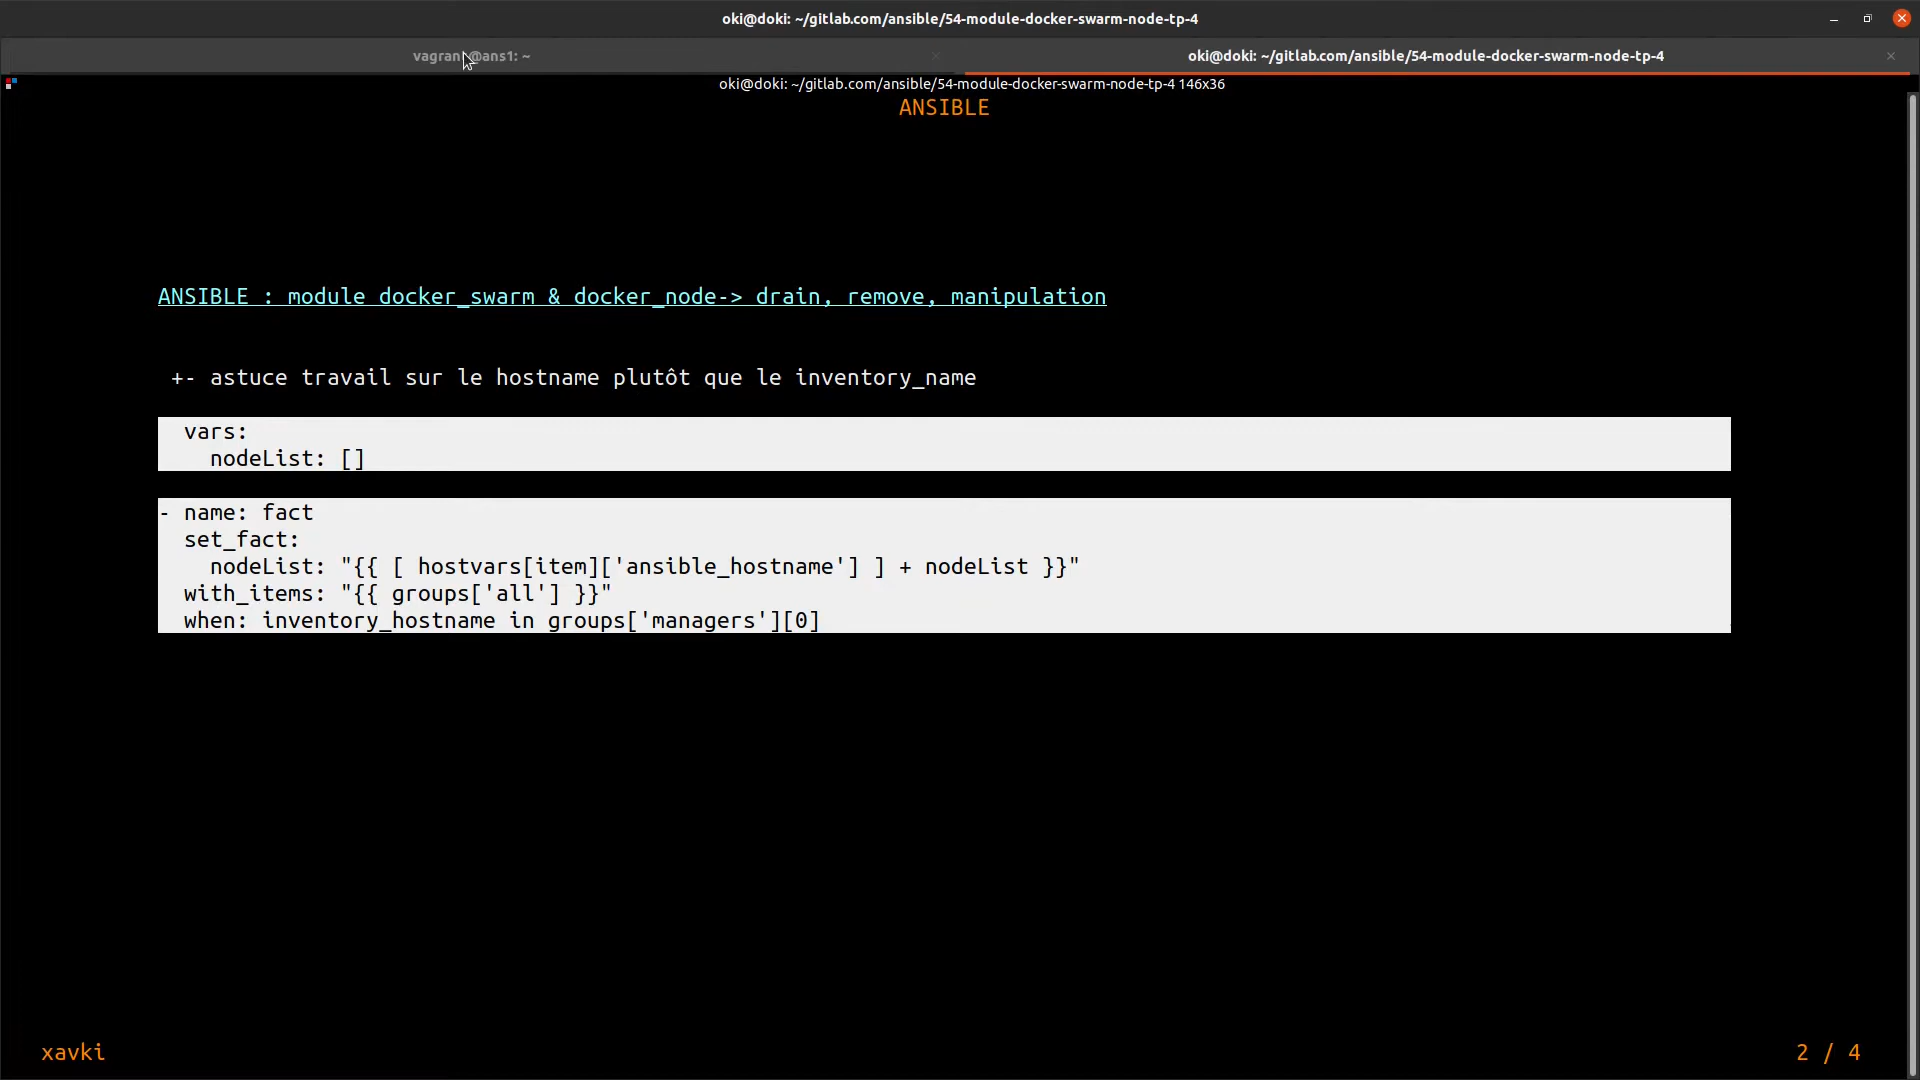 oki@doki: ~/gitlab.com/ansible/54-module-docker-swarm-node-tp-4
vagrant@ans1: ~
oki@doki: ~/gitlab.com/ansible/54-module-docker-swarm-node-tp-4
oki@doki: ~/gitlab.com/ansible/54-module-docker-swarm-node-tp-4 146x36
ANSIBLE
ANSIBLE : module docker_swarm & docker_node-> drain, remove, manipulation
+- astuce travail sur le hostname plutôt que le inventory_name
vars:
nodeList: []
- name: fact
set_fact:
nodeList: "{{ [ hostvars[item]['ansible_hostname'] ] + nodeList }}"
with_items: "{{ groups['all'] }}"
when: inventory_hostname in groups['managers'][0]
xavki
2 / 4